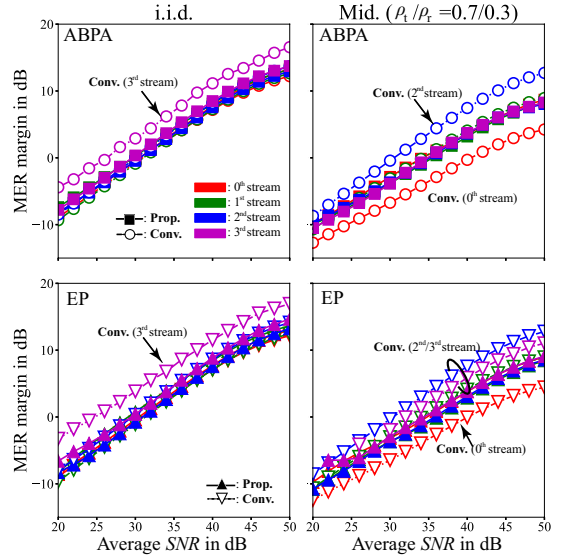 i.i.d.
Mid. (ρt/ρr=0.7/0.3)
MER margin in dB
20
10
0
−10
ABPA
Conv. (3rd stream)
: Prop.
: Conv.
: 0th stream
: 1st stream
: 2nd stream
: 3rd stream
ABPA
Conv. (2nd stream)
Conv. (0th stream)
MER margin in dB
20
10
0
−10
EP
Conv. (3rd stream)
: Prop.
: Conv.
20 25 30 35 40 45 50
Average SNR in dB
EP
Conv. (2nd/3rd stream)
Conv. (0th stream)
20 25 30 35 40 45 50
Average SNR in dB